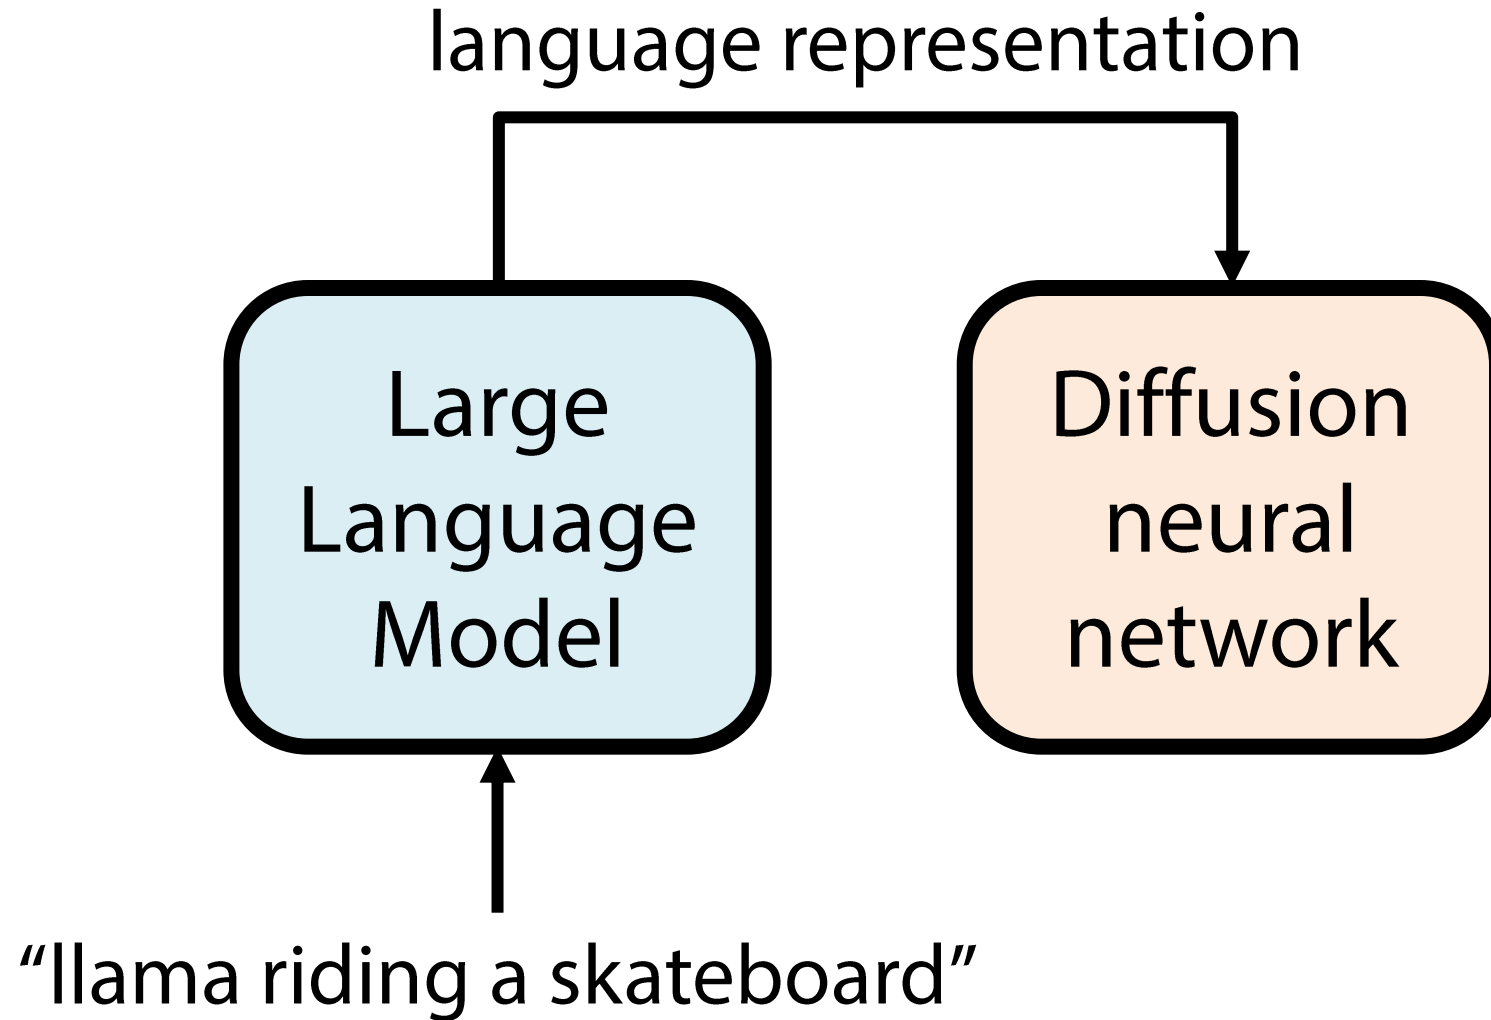 language representation
Large
Language
Model
Diffusion
neural
network
“llama riding a skateboard”